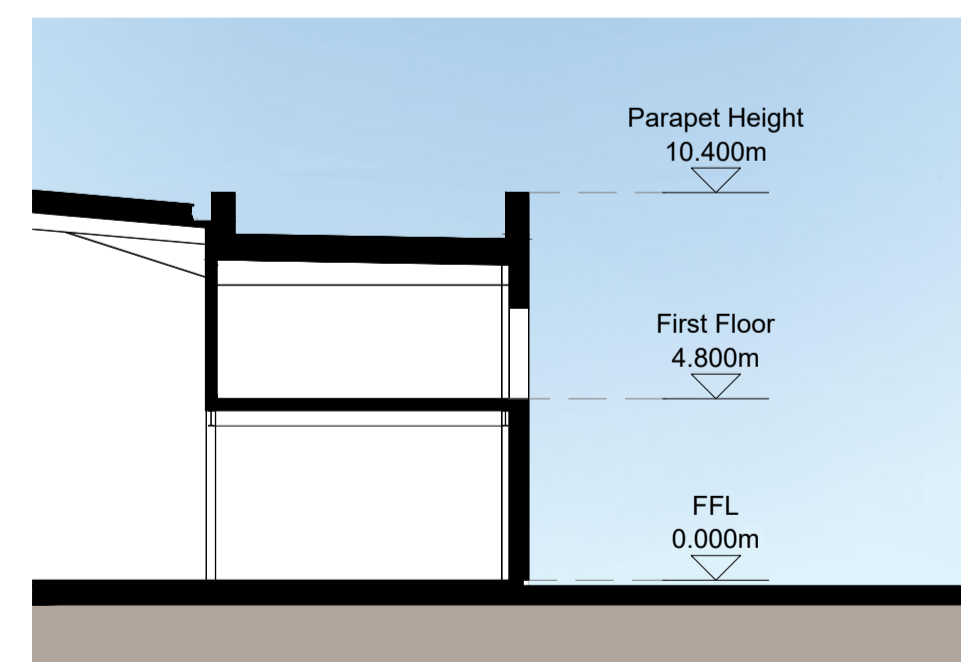 Parapet Height
10.400m
First Floor
4.800m
FFL
0.000m